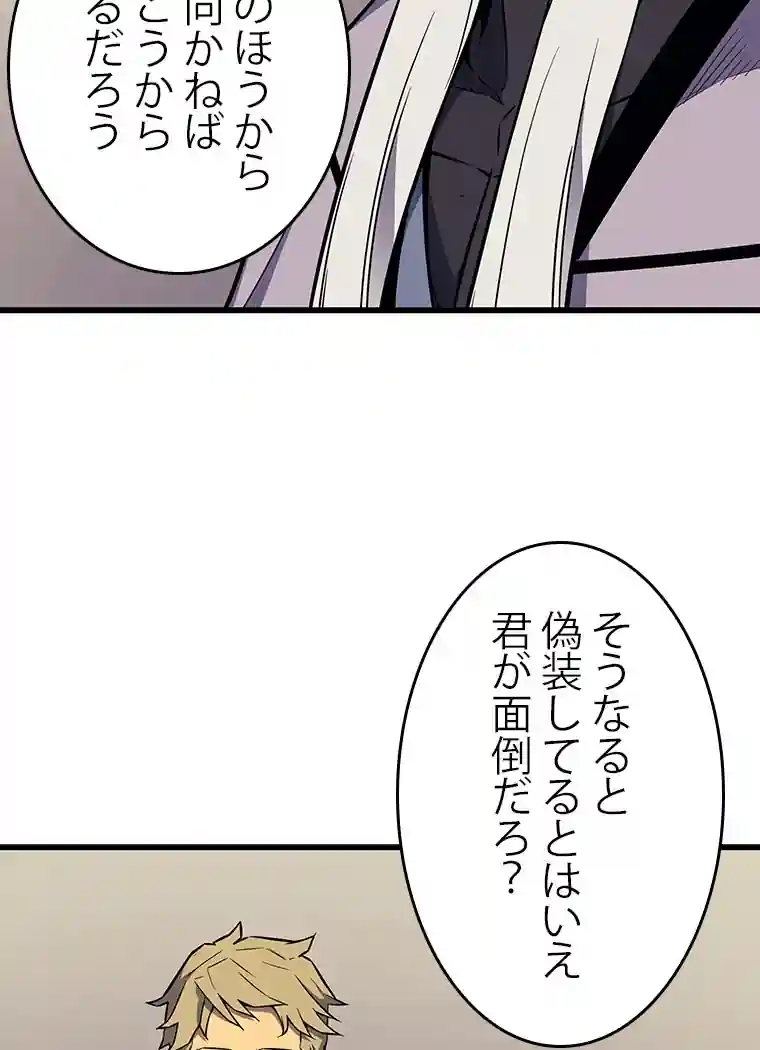 のほうから
向かねば
こうから
るだろう
そうなると
偽装してるとはいえ
君が面倒だろ?